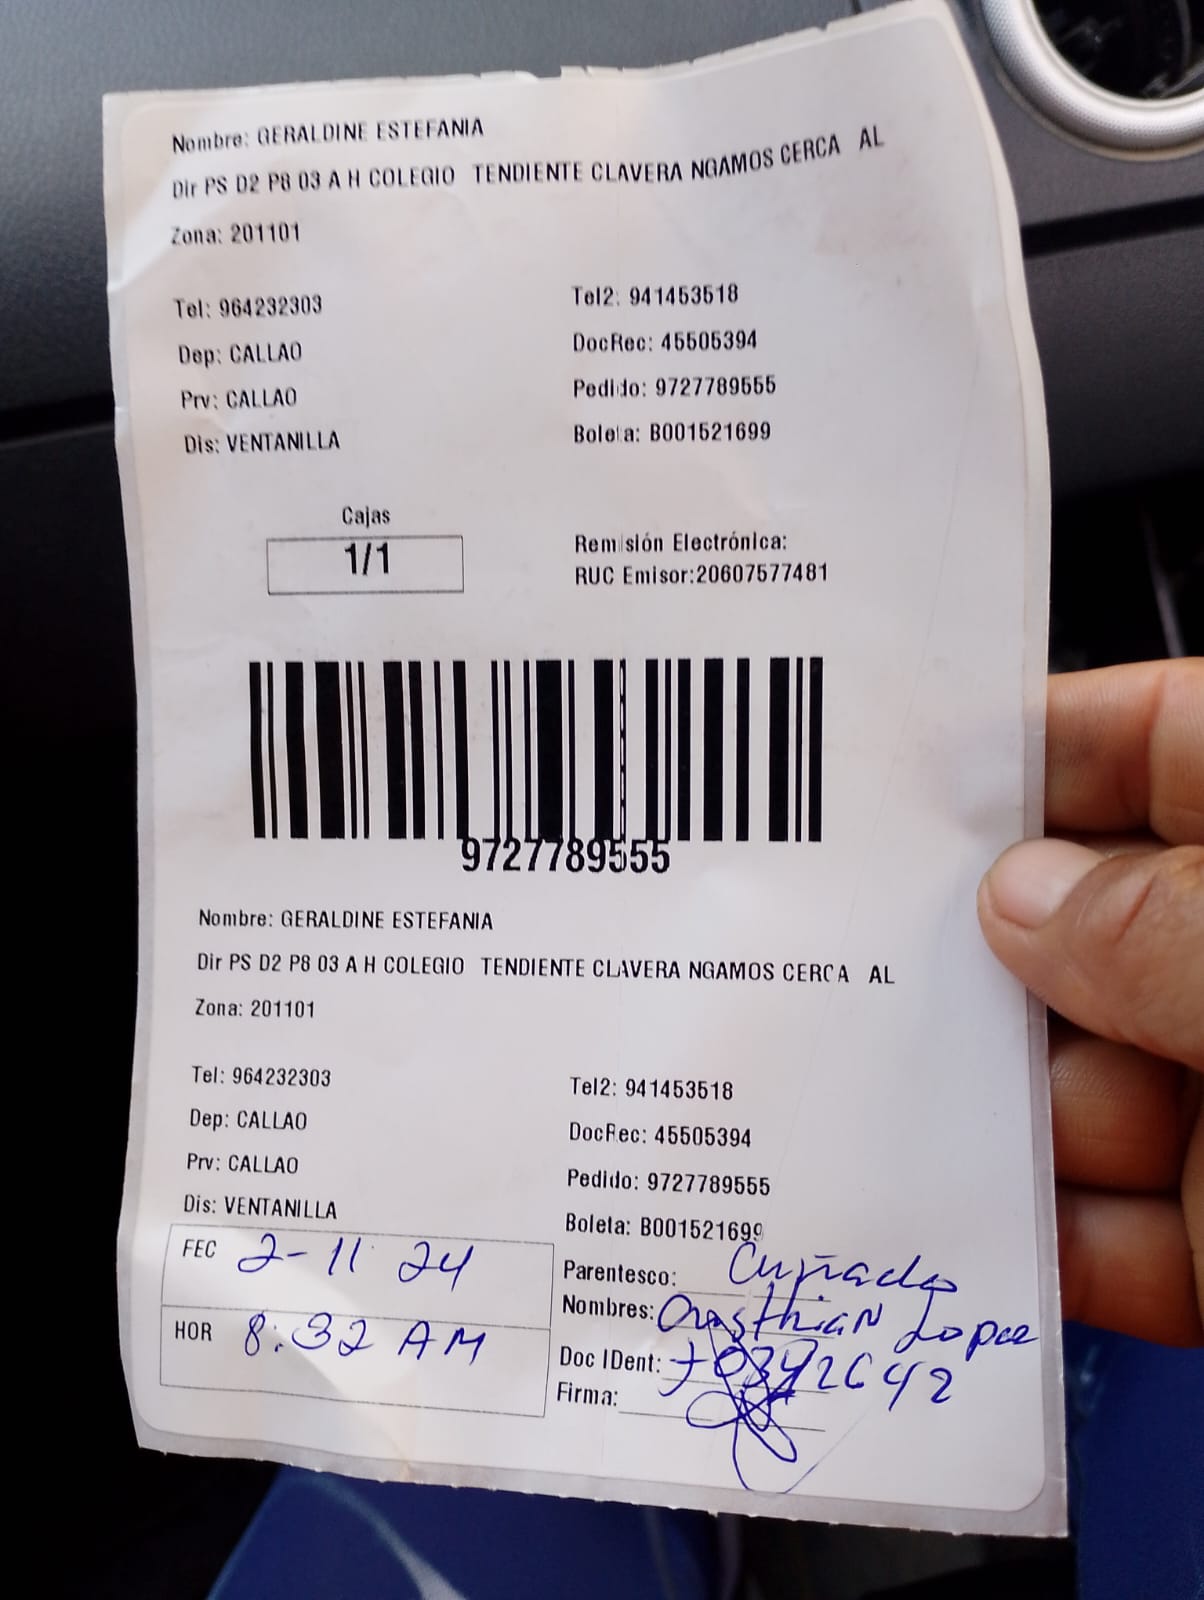 Nombre: GERALDINE ESTEFANIA
Dir PS D2 P8 03 A H COLEGIO TENDIENTE CLAVERA NGAMOS CERCA AL
Zona: 201101
Tel: 964232303 Tel2: 941453518
Dep: CALLAO DocRec: 45505394
Prv: CALLAO Pedido: 9727789555
Dis: VENTANILLA Boleta: B001521699
Cajas
1/1
Remisión Electrónica:
RUC Emisor:20607577481
9727789555
Nombre: GERALDINE ESTEFANIA
Dir PS D2 P8 03 A H COLEGIO TENDIENTE CLAVERA NGAMOS CERCA AL
Zona: 201101
Tel: 964232303 Tel2: 941453518
Dep: CALLAO DocRec: 45505394
Prv: CALLAO Pedido: 9727789555
Dis: VENTANILLA Boleta: B001521699
FEC 2-11 24 Parentesco: Cuñado
Nombres: Lopez
HOR 8:32 AM Doc IDent:
Firma: